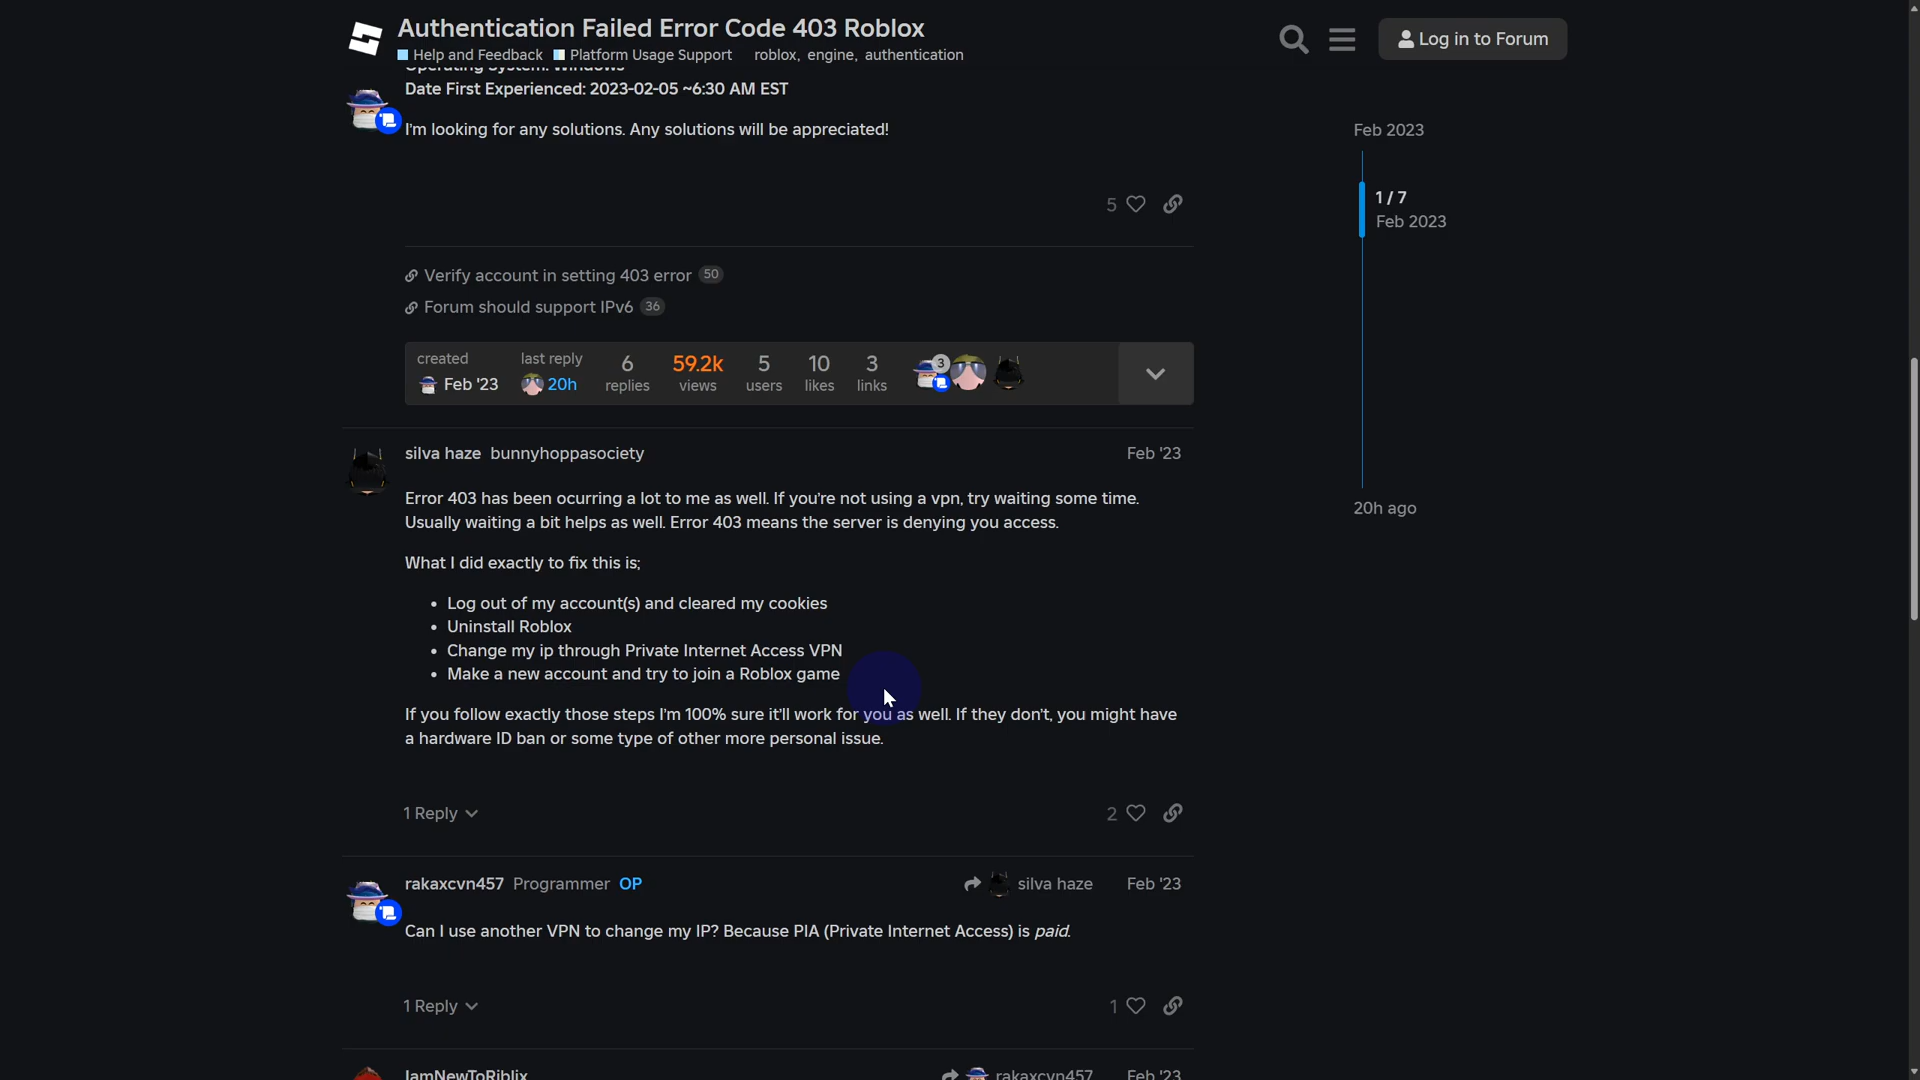 Authentication Failed Error Code 403 Roblox
Help and Feedback Platform Usage Support roblox, engine, authentication
Log in to Forum
Operating System: Windows
Date First Experienced: 2023-02-05 ~6:30 AM EST
I'm looking for any solutions. Any solutions will be appreciated!
Feb 2023
1 / 7
Feb 2023
20h ago
5
Verify account in setting 403 error 50
Forum should support IPv6 36
created
Feb '23
last reply
20h
6
replies
59.2k
views
5
users
10
likes
3
links
3
silva haze bunnyhoppasociety Feb '23
Error 403 has been ocurring a lot to me as well. If you're not using a vpn, try waiting some time.
Usually waiting a bit helps as well. Error 403 means the server is denying you access.
What I did exactly to fix this is;
• Log out of my account(s) and cleared my cookies
• Uninstall Roblox
• Change my ip through Private Internet Access VPN
• Make a new account and try to join a Roblox game
If you follow exactly those steps I'm 100% sure it'll work for you as well. If they don't, you might have
a hardware ID ban or some type of other more personal issue.
1 Reply 2
rakaxcvn457 Programmer OP silva haze Feb '23
Can I use another VPN to change my IP? Because PIA (Private Internet Access) is paid.
1 Reply 1
IamNewToRiblix rakaxcvn457 Feb '23